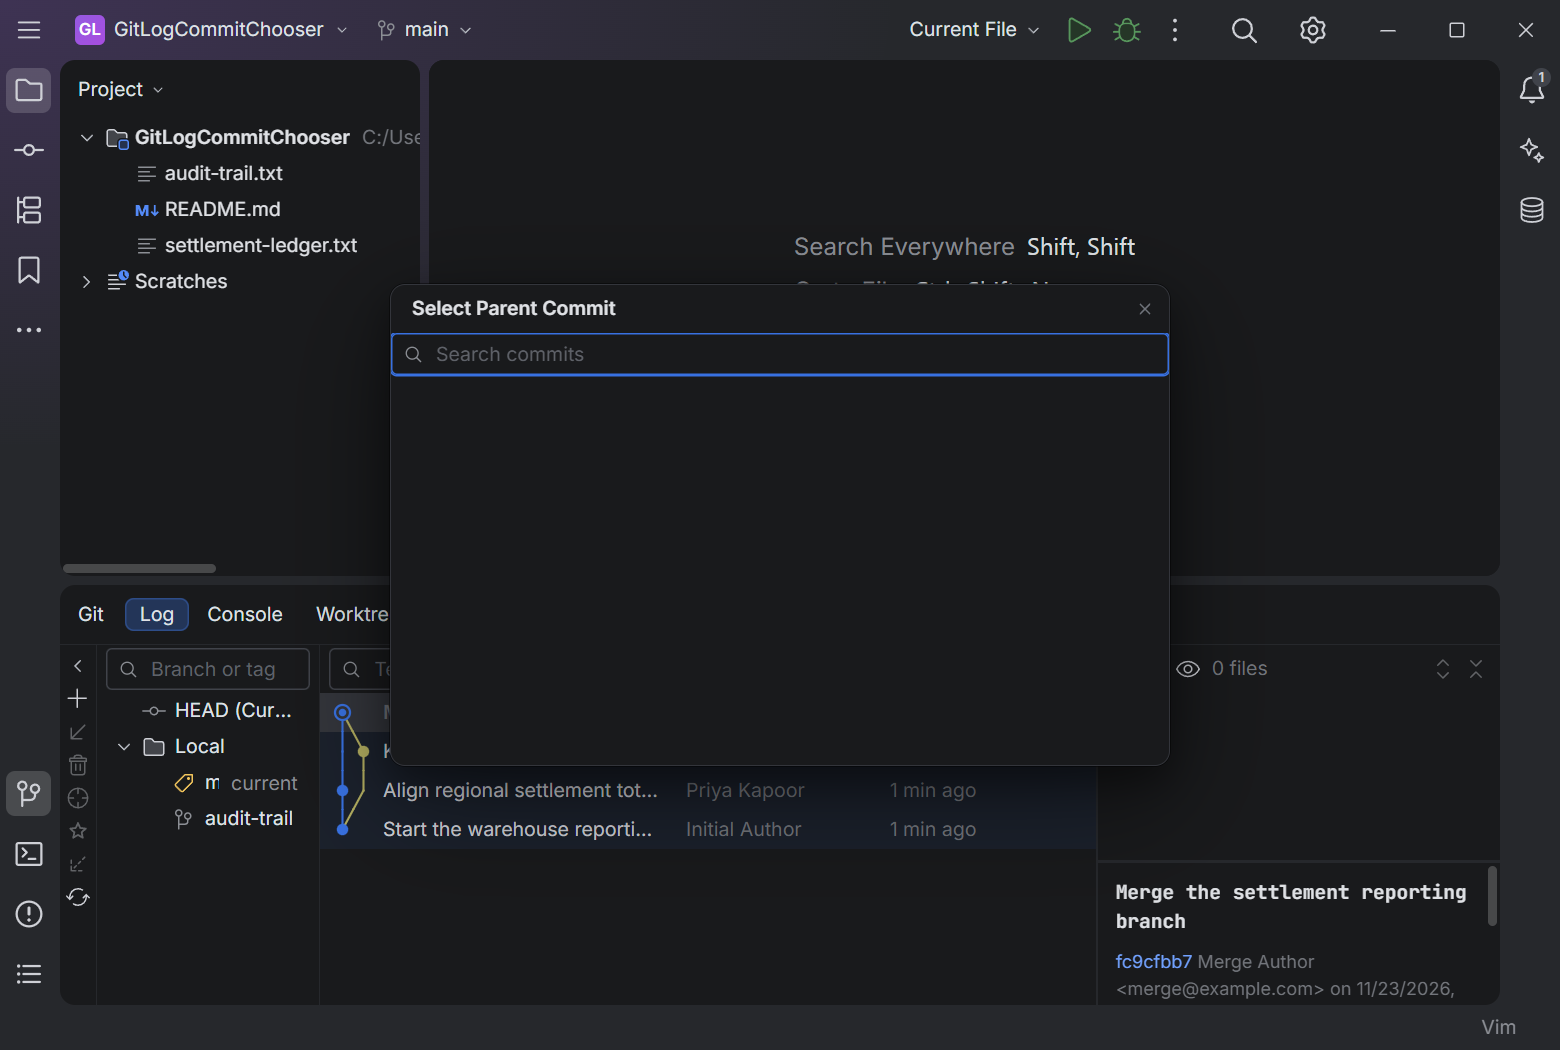 GL GitLogCommitChooser main Current File
Project
GitLogCommitChooser C:/Use
audit-trail.txt
M↓ README.md
settlement-ledger.txt
Scratches
1
Search Everywhere Shift, Shift
Select Parent Commit
Search commits
Git Log Console Worktre
Branch or tag
0 files
HEAD (Cur...
Local
m current
audit-trail
Align regional settlement tot... Priya Kapoor 1 min ago
Start the warehouse reporti... Initial Author 1 min ago
Merge the settlement reporting
branch
fc9cfbb7 Merge Author
<merge@example.com> on 11/23/2026,
Vim